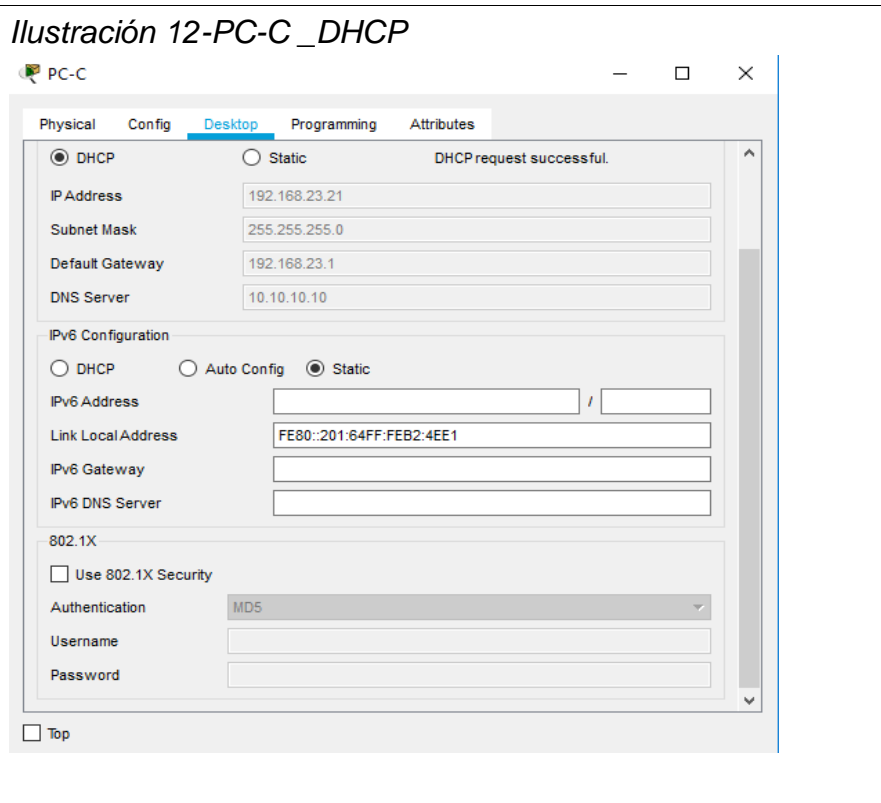 Ilustración 12-PC-C _DHCP
PC-C
Physical Config Desktop Programming Attributes
DHCP Static DHCP request successful.
IP Address 192.168.23.21
Subnet Mask 255.255.255.0
Default Gateway 192.168.23.1
DNS Server 10.10.10.10
IPv6 Configuration
DHCP Auto Config Static
IPv6 Address /
Link Local Address FE80::201:64FF:FEB2:4EE1
IPv6 Gateway
IPv6 DNS Server
802.1X
Use 802.1X Security
Authentication MD5
Username
Password
Top